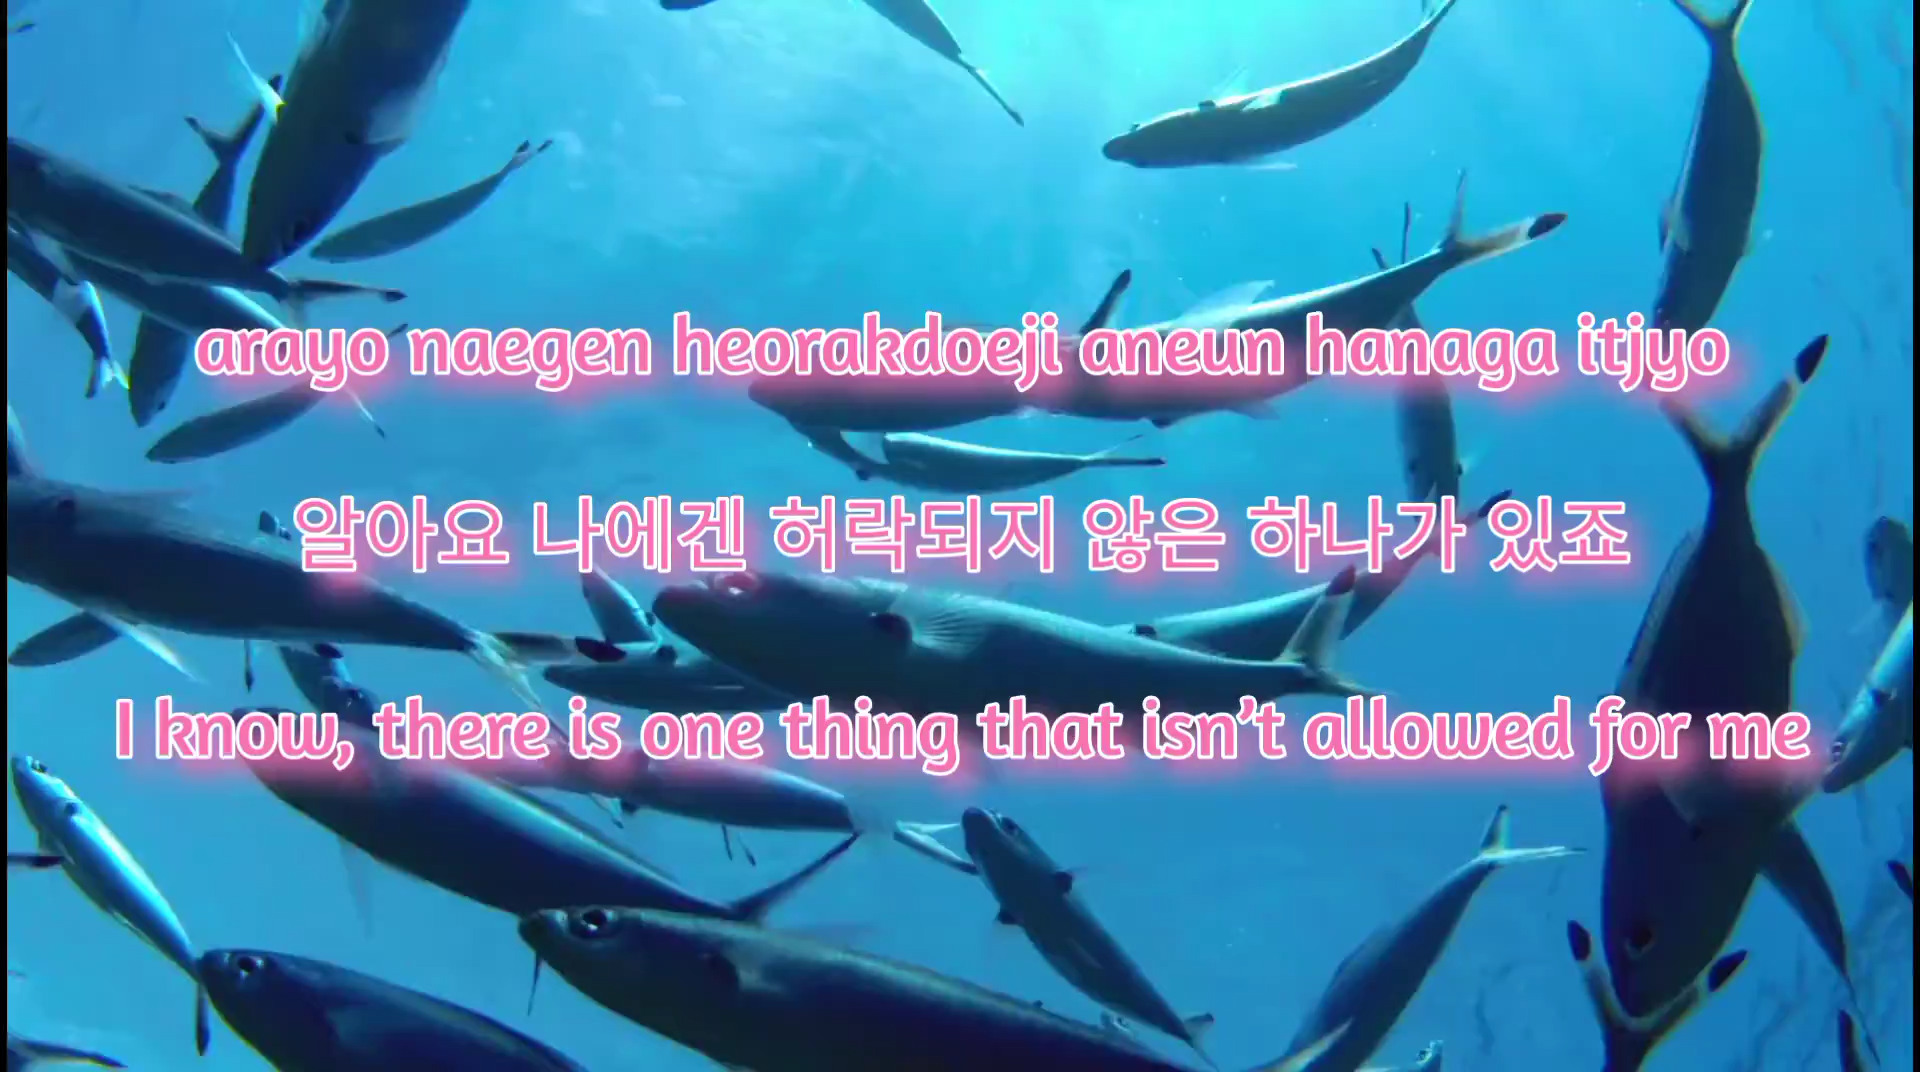 arayo naegen heorakdoeji aneun hanaga itjyo
알아요 나에겐 허락되지 않은 하나가 있죠
I know, there is one thing that isn’t allowed for me